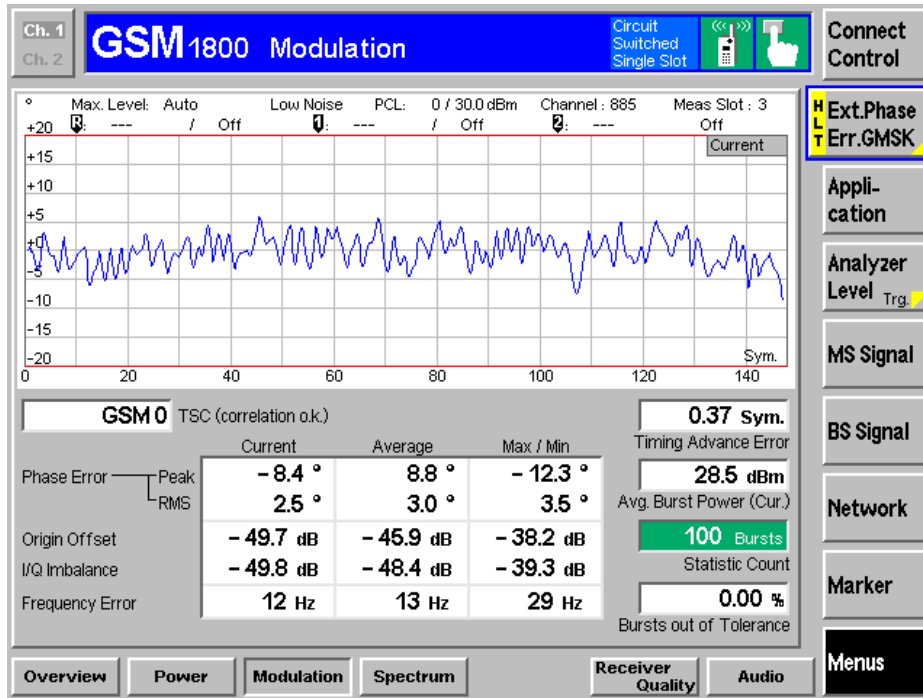 Ch. 1
Ch. 2
GSM 1800 Modulation
Circuit
Switched
Single Slot
Connect
Control
° Max. Level: Auto Low Noise PCL: 0 / 30.0 dBm Channel : 885 Meas Slot : 3
R: --- / Off 1: --- / Off 2: --- Off
Current
+20
+15
+10
+5
+0
-5
-10
-15
-20
Sym.
0 20 40 60 80 100 120 140
H
L
T
Ext.Phase
Err.GMSK
Appli-
cation
Analyzer
Level Trg.
MS Signal
BS Signal
Network
Marker
Menus
GSM 0 TSC (correlation o.k.)
0.37 Sym.
Timing Advance Error
Current Average Max / Min
Phase Error Peak - 8.4 ° 8.8 ° - 12.3 °
28.5 dBm
RMS 2.5 ° 3.0 ° 3.5 °
Avg. Burst Power (Cur.)
Origin Offset - 49.7 dB - 45.9 dB - 38.2 dB
100 Bursts
I/Q Imbalance - 49.8 dB - 48.4 dB - 39.3 dB
Statistic Count
Frequency Error 12 Hz 13 Hz 29 Hz
0.00 %
Bursts out of Tolerance
Overview Power Modulation Spectrum Receiver Quality Audio